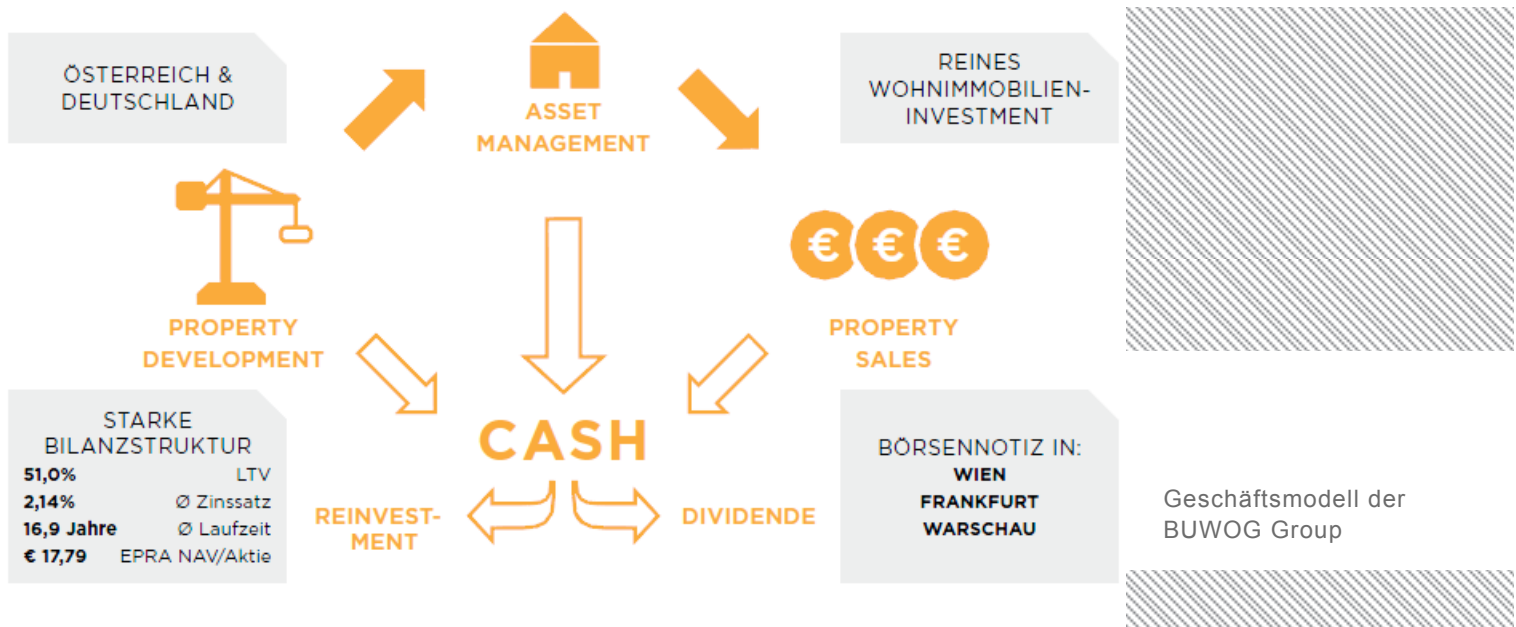 ÖSTERREICH &
DEUTSCHLAND
ASSET
MANAGEMENT
REINES
WOHNIMMOBILIEN-
INVESTMENT
PROPERTY
DEVELOPMENT
€ € €
PROPERTY
SALES
STARKE
BILANZSTRUKTUR
51,0% LTV
2,14% Ø Zinssatz
16,9 Jahre Ø Laufzeit
€ 17,79 EPRA NAV/Aktie
CASH
REINVEST-
MENT
DIVIDENDE
BÖRSENNOTIZ IN:
WIEN
FRANKFURT
WARSCHAU
Geschäftsmodell der
BUWOG Group